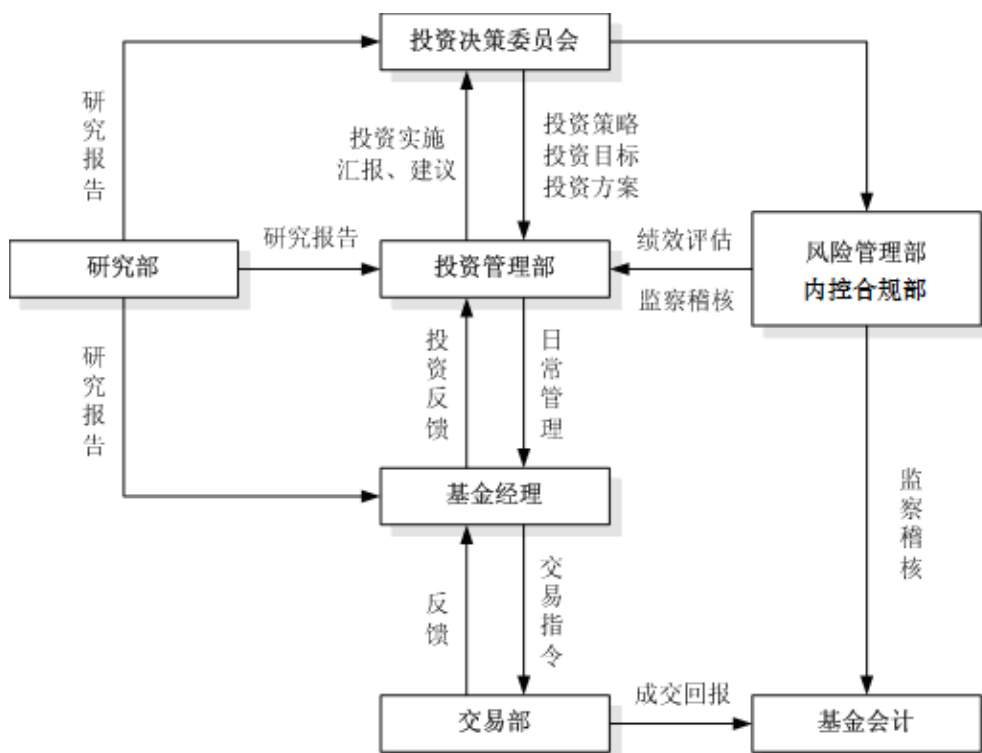 投资决策委员会
研究报告
投资实施
汇报、建议
投资策略
投资目标
投资方案
研究部
研究报告
投资管理部
绩效评估
监察稽核
风险管理部
内控合规部
研究报告
投资反馈
日常管理
基金经理
监察稽核
反馈
交易指令
交易部
成交回报
基金会计